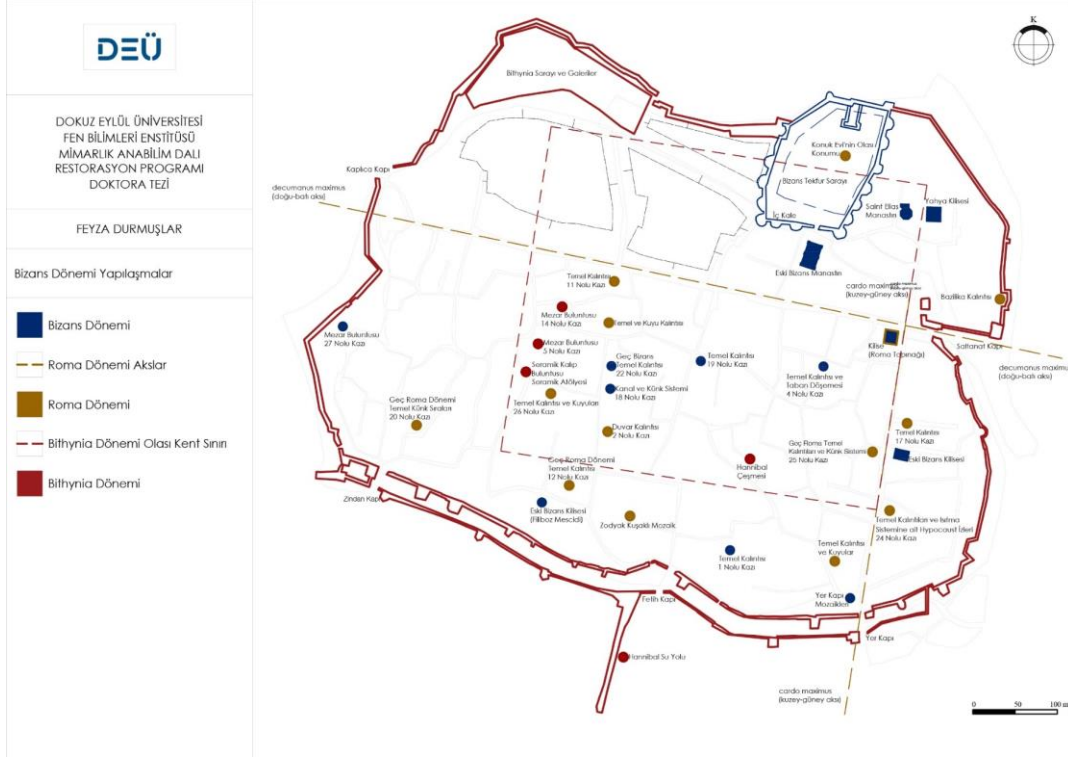 DEÜ
DOKUZ EYLÜL ÜNİVERSİTESİ
FEN BİLİMLERİ ENSTİTÜSÜ
MİMARLIK ANABİLİM DALI
RESTORASYON PROGRAMI
DOKTORA TEZİ
FEYZA DURMUŞLAR
Bizans Dönemi Yapılaşmalar
Bizans Dönemi
Roma Dönemi Akslar
Roma Dönemi
Bithynia Dönemi Olası Kent Sınırı
Bithynia Dönemi
K
Bithynia Sarayı ve Galeriler
Konuk Evi'nin Olası
Konumu
Bizans Tekfur Sarayı
İç Kale
Kaplıca Kapı
decumanus maximus
(doğu-batı aksı)
Saint Elias
Manastırı
Yahya Kilisesi
Eski Bizans Manastırı
cardo maximus
(kuzey-güney aksı)
Bazilika Kalıntısı
Temel Kalıntısı
11 Nolu Kazı
Mezar Buluntusu
14 Nolu Kazı
Temel ve Kuyu Kalıntısı
Mezar Buluntusu
27 Nolu Kazı
Mezar Buluntusu
5 Nolu Kazı
Kilise
(Roma Tapınağı)
Saltanat Kapı
decumanus maximus
(doğu-batı aksı)
Geç Bizans
Temel Kalıntısı
22 Nolu Kazı
Temel Kalıntısı
19 Nolu Kazı
Temel Kalıntısı ve
Taban Döşemesi
4 Nolu Kazı
Seramik Kalıp
Buluntusu
Seramik Atölyesi
Kanal ve Künk Sistemi
18 Nolu Kazı
Temel Kalıntısı ve Kuyuları
26 Nolu Kazı
Geç Roma Dönemi
Temel Künk Sıraları
20 Nolu Kazı
Duvar Kalıntısı
2 Nolu Kazı
Temel Kalıntısı
17 Nolu Kazı
Geç Roma Temel
Kalıntıları ve Künk Sistemi
25 Nolu Kazı
Eski Bizans Kilisesi
Hannibal
Çeşmesi
Geç Roma Dönemi
Temel Kalıntısı
12 Nolu Kazı
Zindan Kapı
Eski Bizans Kilisesi
(Filiboz Mescidi)
Zodyak Kuşaklı Mozaik
Temel Kalıntıları ve Isıtma
Sistemine ait Hypocaust İzleri
24 Nolu Kazı
Temel Kalıntısı
1 Nolu Kazı
Temel Kalıntısı
ve Kuyular
Yer Kapı
Mozaikleri
Fetih Kapı
Yer Kapı
Hannibal Su Yolu
cardo maximus
(kuzey-güney aksı)
0 50 100 m